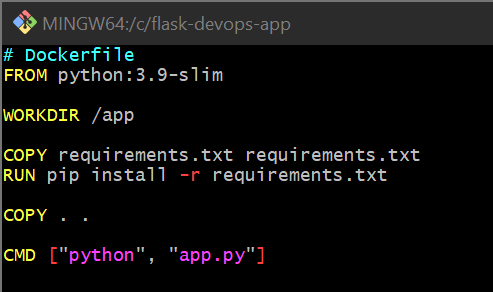 MINGW64:/c/flask-devops-app
# Dockerfile
FROM python:3.9-slim
WORKDIR /app
COPY requirements.txt requirements.txt
RUN pip install -r requirements.txt
COPY . .
CMD ["python", "app.py"]